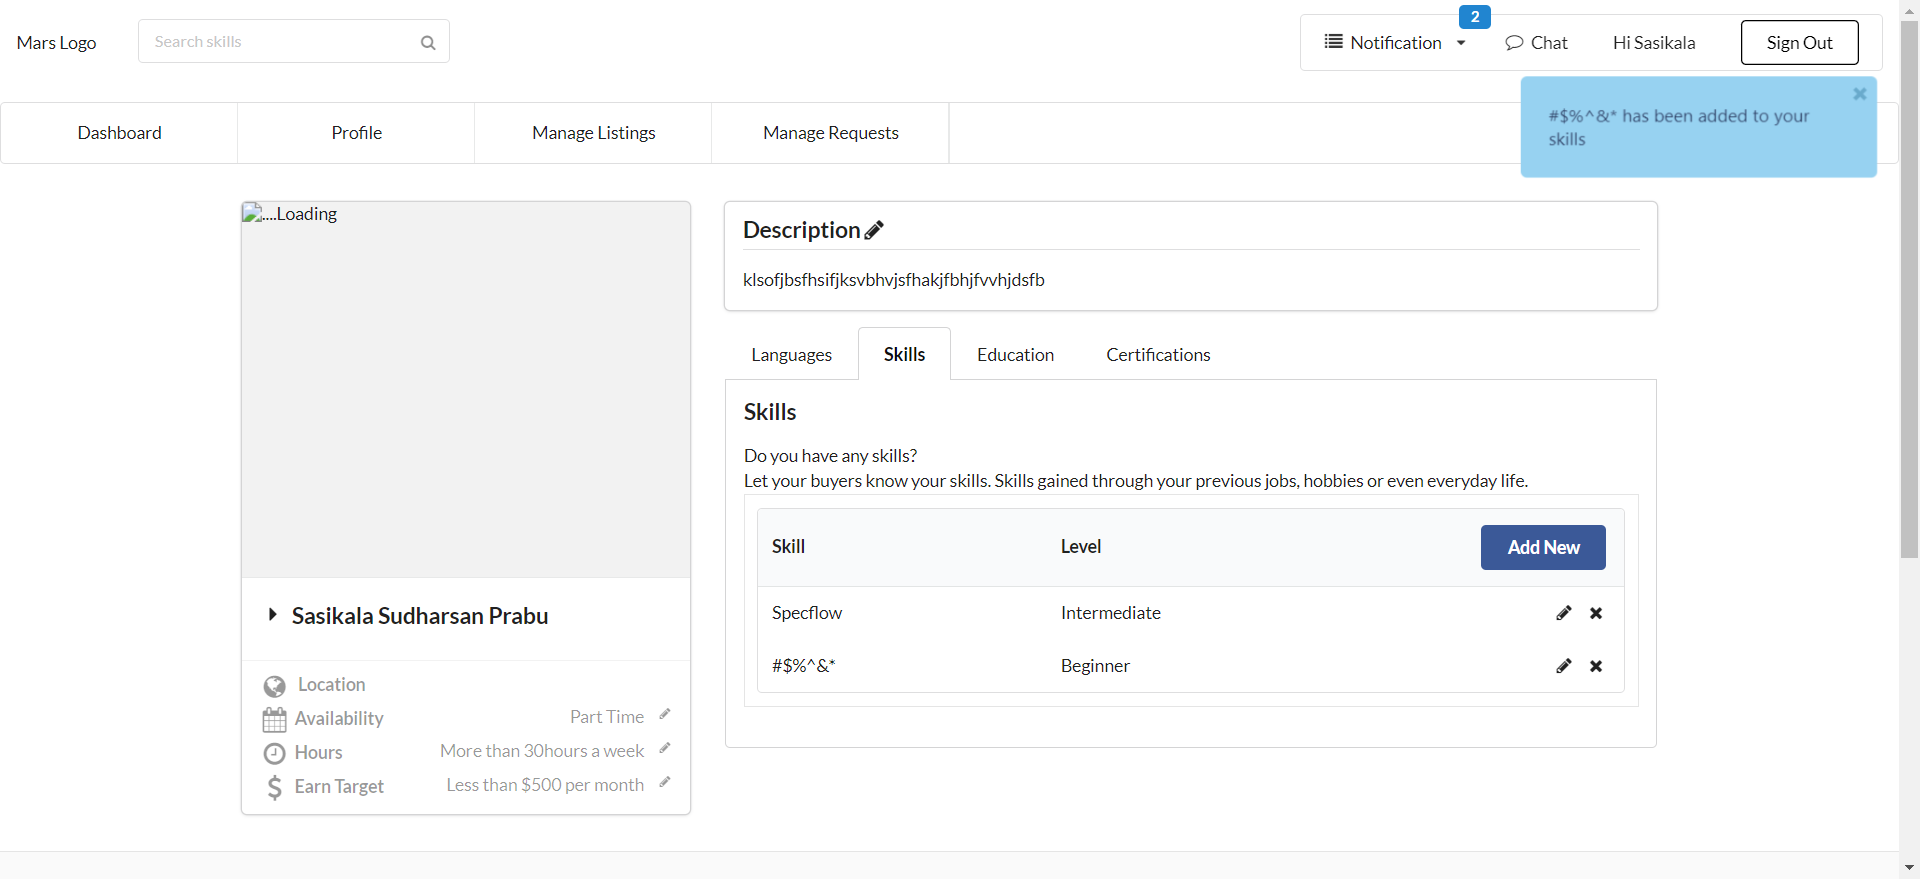 Mars Logo
Search skills
Notification
2
Chat
Hi Sasikala
Sign Out
#$%^&* has been added to your
skills
Dashboard
Profile
Manage Listings
Manage Requests
....Loading
Sasikala Sudharsan Prabu
Location
Availability
Part Time
Hours
More than 30hours a week
Earn Target
Less than $500 per month
Description
klsofjbsfhsifjksvbhvjsfhakjfbhjfvvhjdsfb
Languages
Skills
Education
Certifications
Skills
Do you have any skills?
Let your buyers know your skills. Skills gained through your previous jobs, hobbies or even everyday life.
Skill
Level
Add New
Specflow
Intermediate
#$%^&*
Beginner